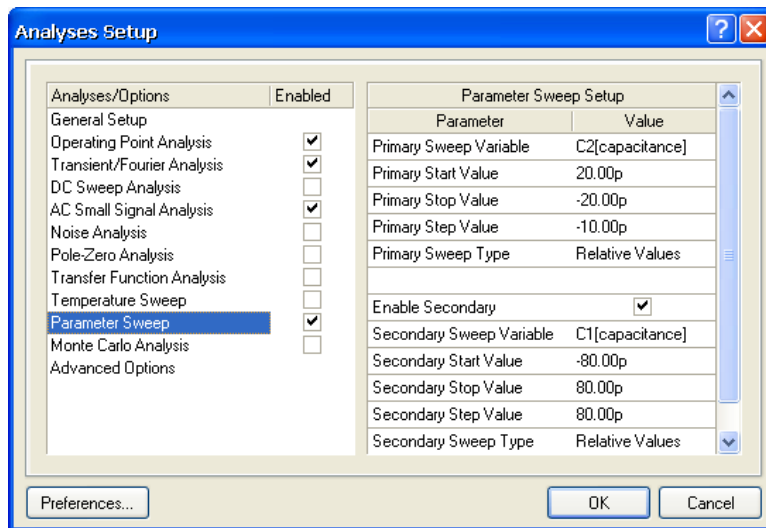 Analyses Setup
Analyses/Options Enabled
General Setup
Operating Point Analysis
Transient/Fourier Analysis
DC Sweep Analysis
AC Small Signal Analysis
Noise Analysis
Pole-Zero Analysis
Transfer Function Analysis
Temperature Sweep
Parameter Sweep
Monte Carlo Analysis
Advanced Options
Parameter Sweep Setup
Parameter Value
Primary Sweep Variable C2[capacitance]
Primary Start Value 20.00p
Primary Stop Value -20.00p
Primary Step Value -10.00p
Primary Sweep Type Relative Values
Enable Secondary
Secondary Sweep Variable C1[capacitance]
Secondary Start Value -80.00p
Secondary Stop Value 80.00p
Secondary Step Value 80.00p
Secondary Sweep Type Relative Values
Preferences... OK Cancel